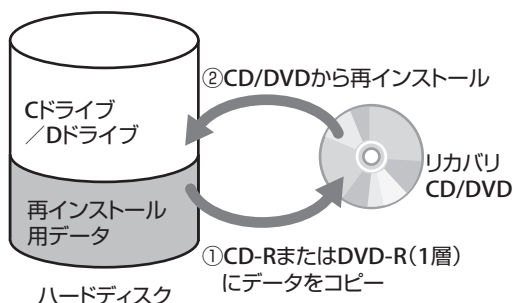 ②CD/DVDから再インストール
Cドライブ
／Dドライブ
リカバリ
CD/DVD
再インストール
用データ
①CD-RまたはDVD-R（1層）
にデータをコピー
ハードディスク